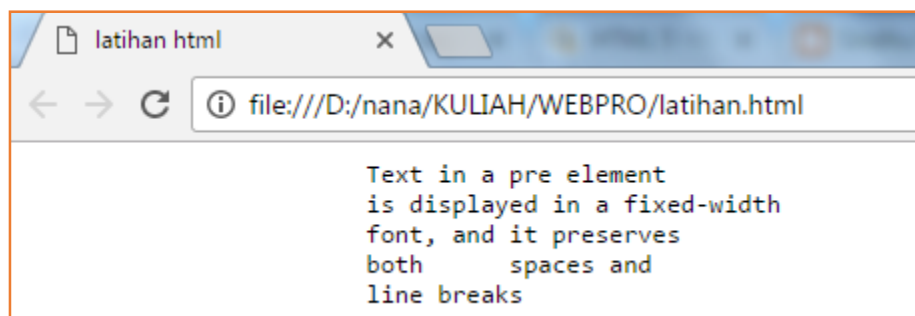 latihan html
file:///D:/nana/KULIAH/WEBPRO/latihan.html
Text in a pre element
is displayed in a fixed-width
font, and it preserves
both      spaces and
line breaks